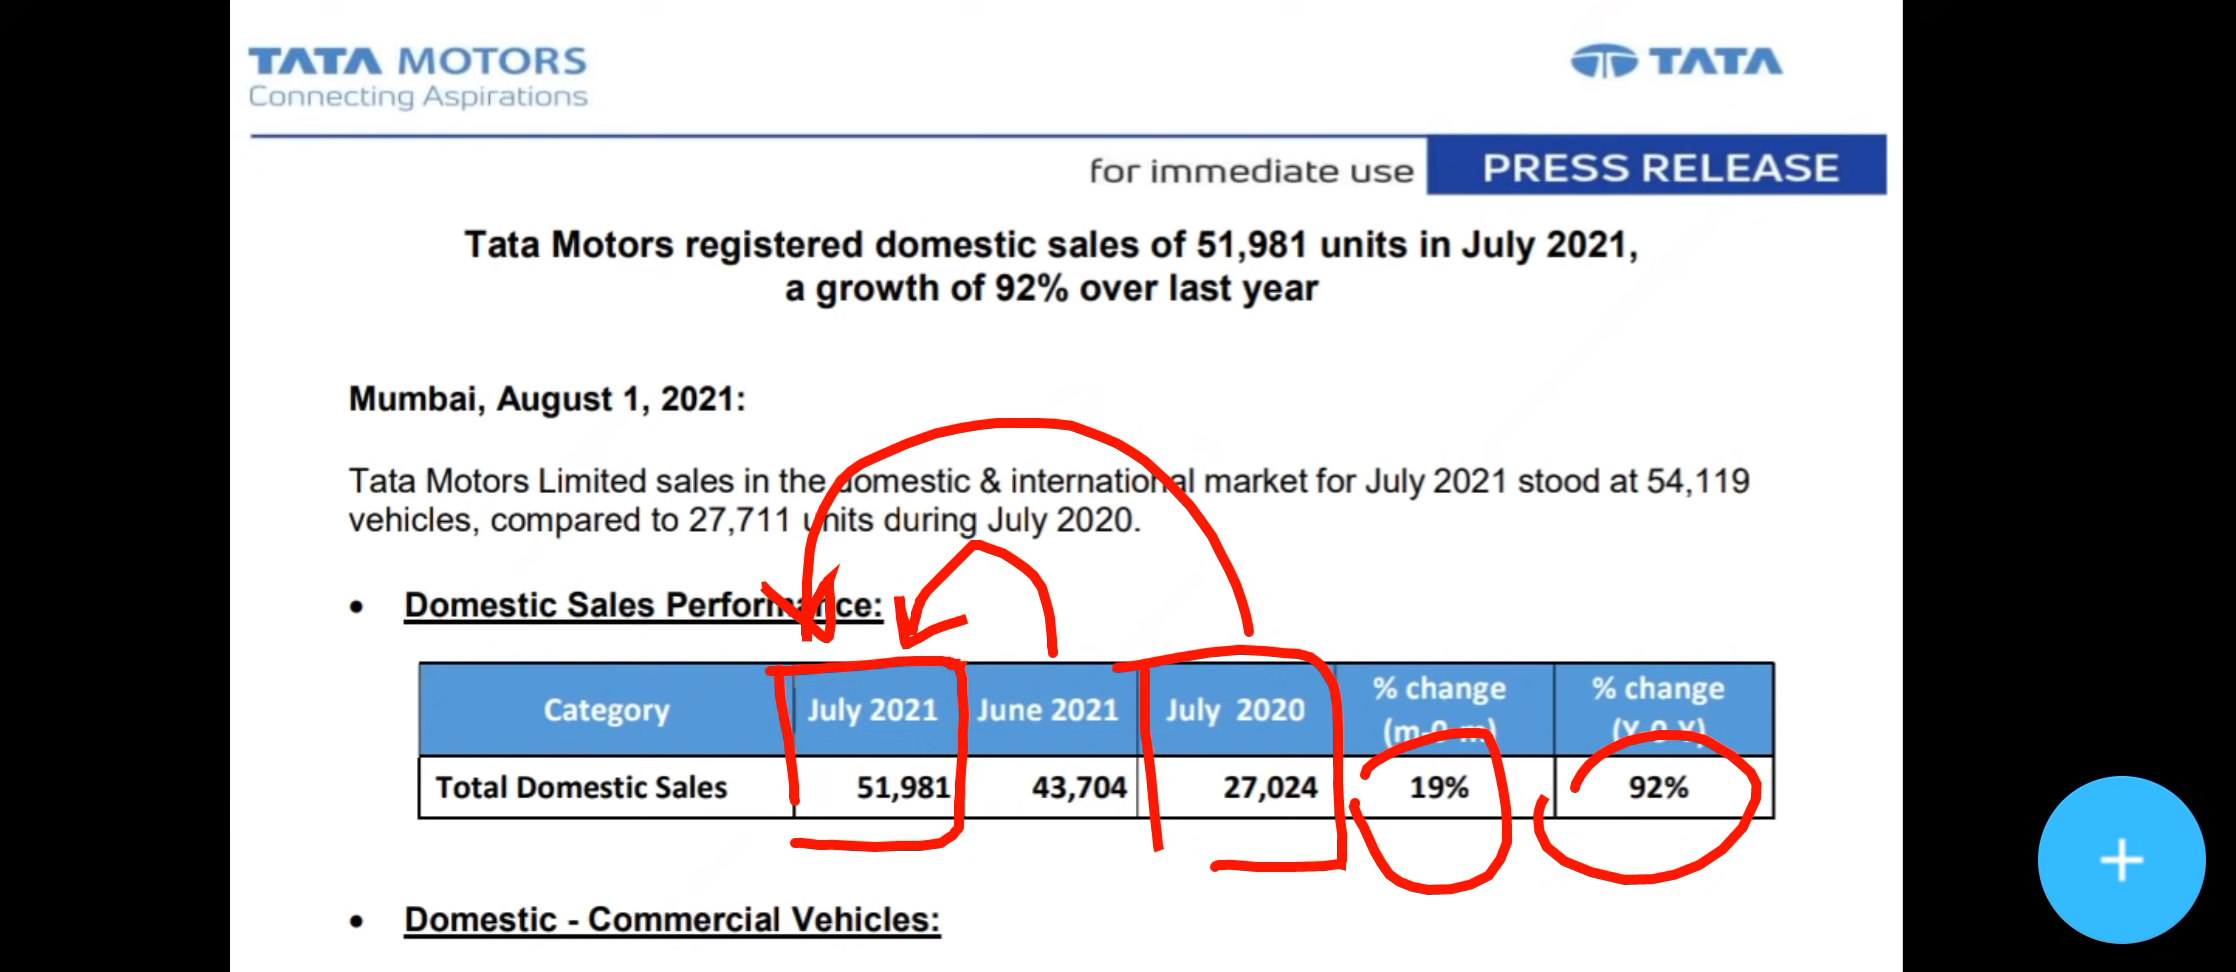 TATA MOTORS
Connecting Aspirations
TATA
for immediate use
PRESS RELEASE
Tata Motors registered domestic sales of 51,981 units in July 2021,
a growth of 92% over last year
Mumbai, August 1, 2021:
Tata Motors Limited sales in the domestic & international market for July 2021 stood at 54,119
vehicles, compared to 27,711 units during July 2020.
• Domestic Sales Performance:
Category July 2021 June 2021 July 2020 % change (m-o-m) % change (Y-o-Y)
Total Domestic Sales 51,981 43,704 27,024 19% 92%
• Domestic - Commercial Vehicles: